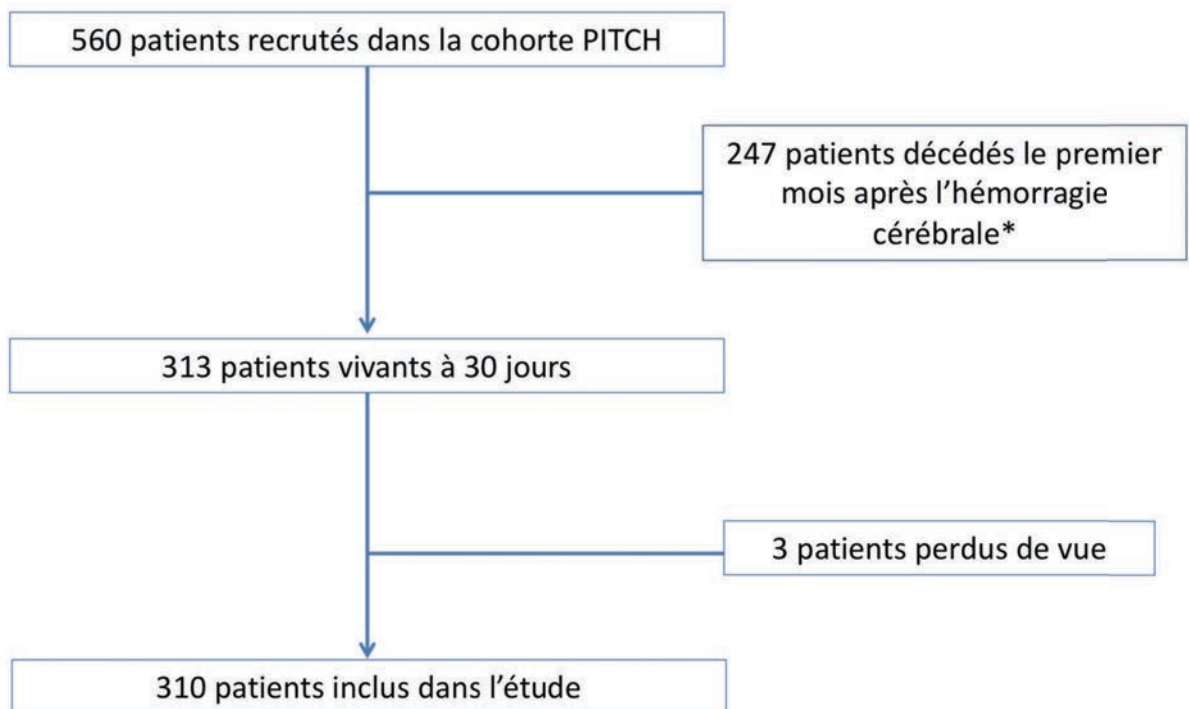 560 patients recrutés dans la cohorte PITCH
247 patients décédés le premier
mois après l’hémorragie
cérébrale*
313 patients vivants à 30 jours
3 patients perdus de vue
310 patients inclus dans l’étude